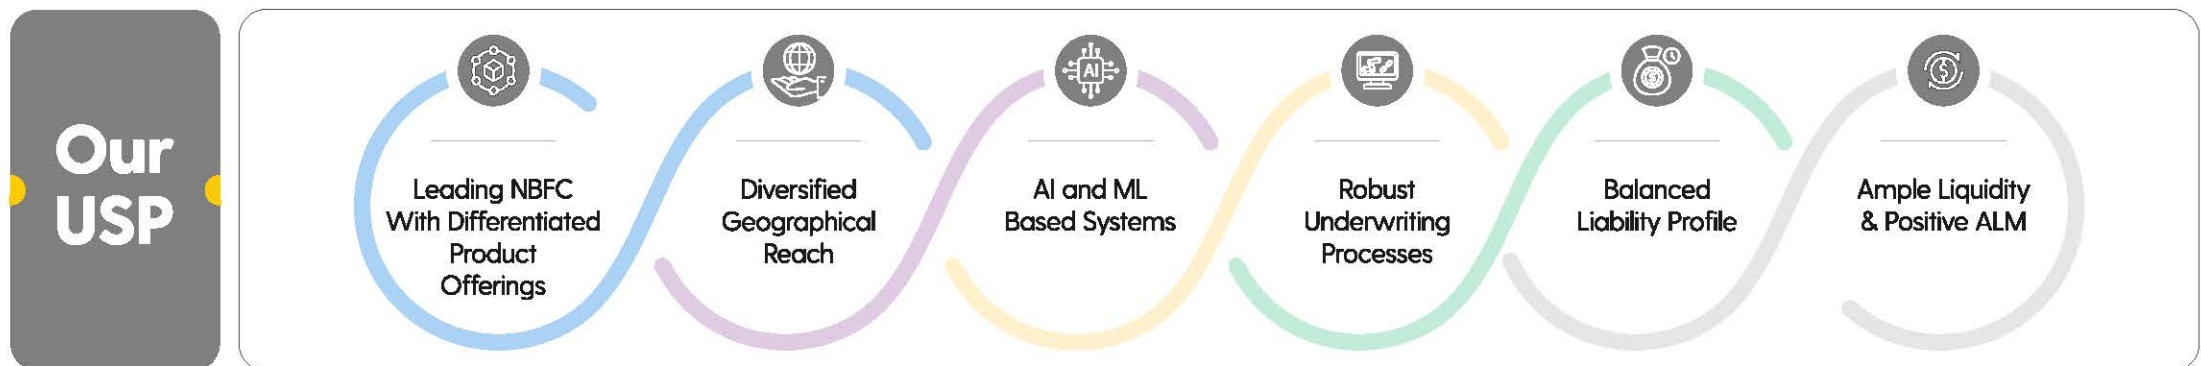 Our
USP
AI
Leading NBFC
With Differentiated
Product
Offerings
Diversified
Geographical
Reach
AI and ML
Based Systems
Robust
Underwriting
Processes
Balanced
Liability Profile
Ample Liquidity
& Positive ALM